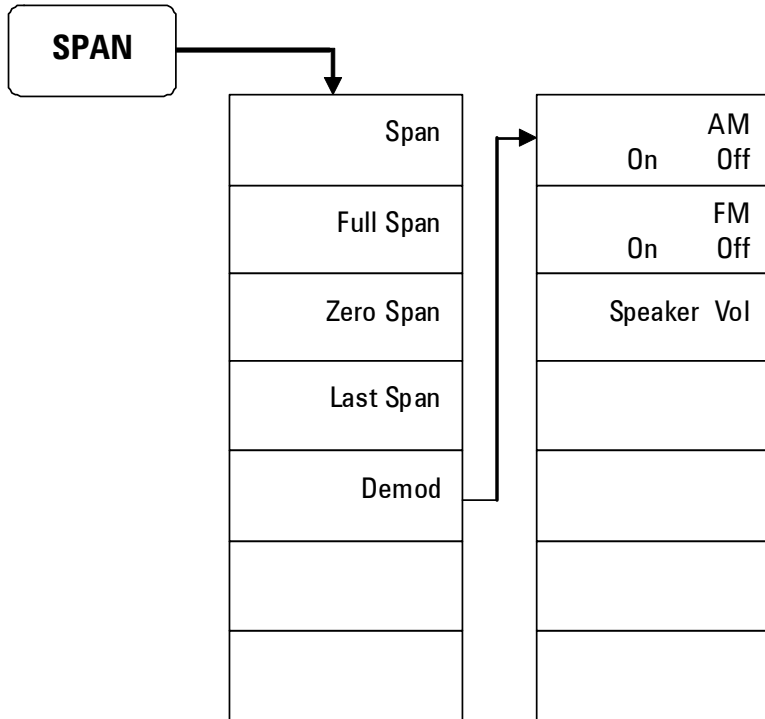 SPAN
Span
Full Span
Zero Span
Last Span
Demod
AM
On Off
FM
On Off
Speaker Vol